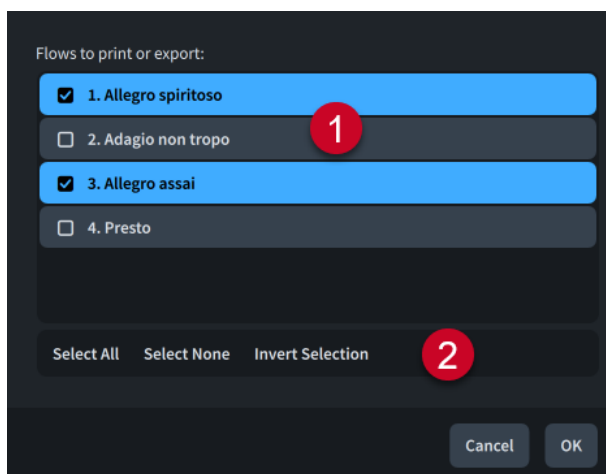 Flows to print or export:
1. Allegro spiritoso
2. Adagio non tropo
1
3. Allegro assai
4. Presto
Select All Select None Invert Selection 2
Cancel OK